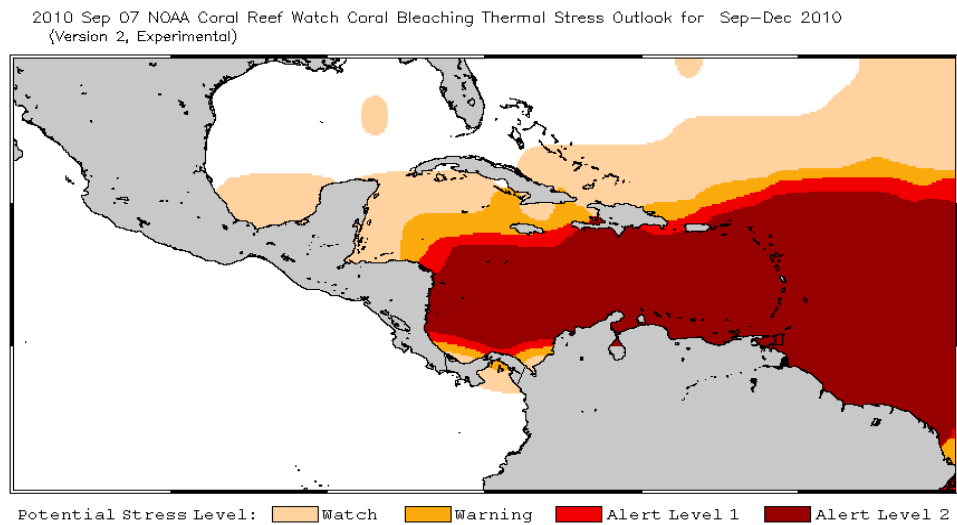 2010 Sep 07 NOAA Coral Reef Watch Coral Bleaching Thermal Stress Outlook for Sep-Dec 2010
(Version 2, Experimental)
Potential Stress Level: Watch Warning Alert Level 1 Alert Level 2